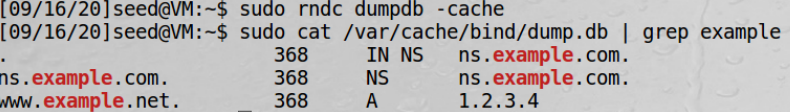 [09/16/20]seed@VM:~$ sudo rndc dumpdb -cache
[09/16/20]seed@VM:~$ sudo cat /var/cache/bind/dump.db | grep example
. 368 IN NS ns.example.com.
ns.example.com. 368 NS ns.example.com.
www.example.net. 368 A 1.2.3.4